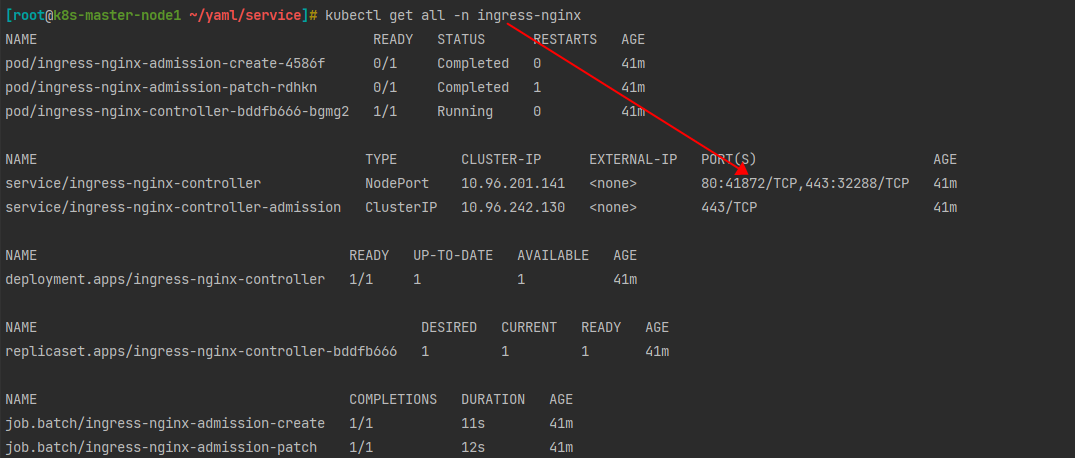 [root@k8s-master-node1 ~/yaml/service]# kubectl get all -n ingress-nginx
NAME READY STATUS RESTARTS AGE
pod/ingress-nginx-admission-create-4586f 0/1 Completed 0 41m
pod/ingress-nginx-admission-patch-rdhkn 0/1 Completed 1 41m
pod/ingress-nginx-controller-bddfb666-bgmg2 1/1 Running 0 41m
NAME TYPE CLUSTER-IP EXTERNAL-IP PORT(S) AGE
service/ingress-nginx-controller NodePort 10.96.201.141 <none> 80:41872/TCP,443:32288/TCP 41m
service/ingress-nginx-controller-admission ClusterIP 10.96.242.130 <none> 443/TCP 41m
NAME READY UP-TO-DATE AVAILABLE AGE
deployment.apps/ingress-nginx-controller 1/1 1 1 41m
NAME DESIRED CURRENT READY AGE
replicaset.apps/ingress-nginx-controller-bddfb666 1 1 1 41m
NAME COMPLETIONS DURATION AGE
job.batch/ingress-nginx-admission-create 1/1 11s 41m
job.batch/ingress-nginx-admission-patch 1/1 12s 41m